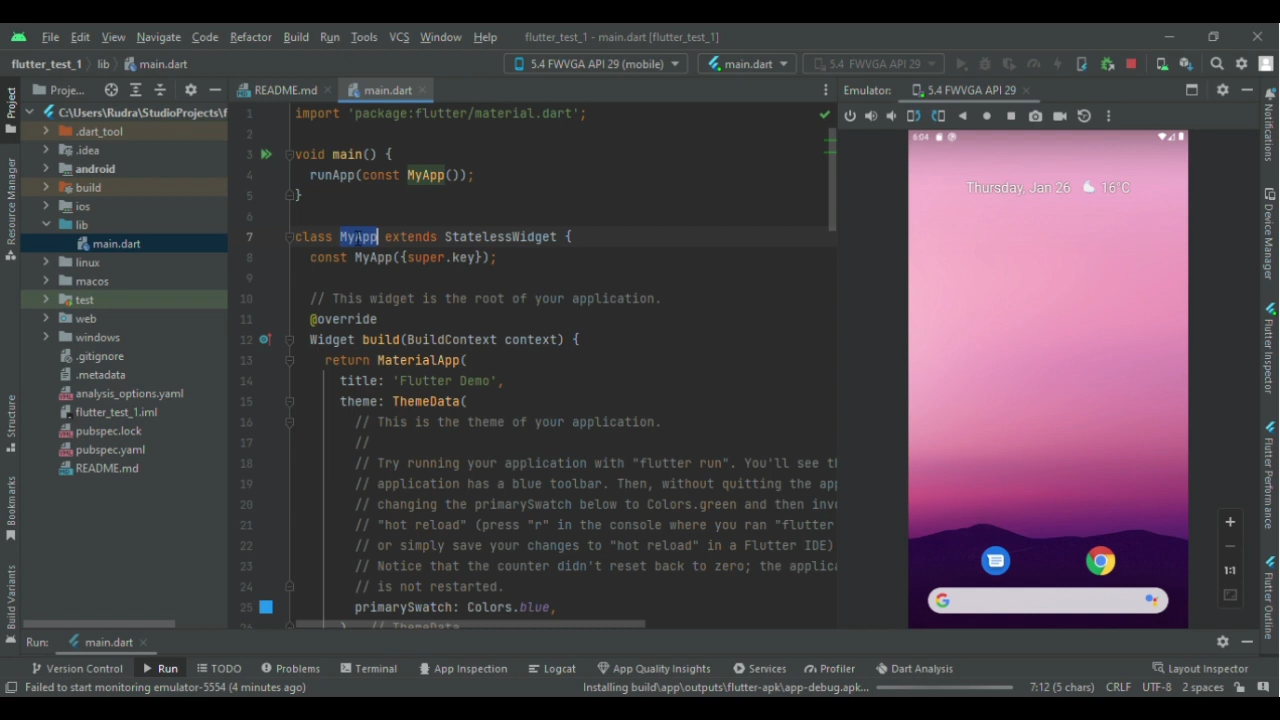 File Edit View Navigate Code Refactor Build Run Tools VCS Window Help flutter_test_1 - main.dart [flutter_test_1]
flutter_test_1 lib main.dart 5.4 FWVGA API 29 (mobile) main.dart 5.4 FWVGA API 29
Project
Resource Manager
Structure
Bookmarks
Build Variants
Proje...
C:\Users\Rudra\StudioProjects\f
.dart_tool
.idea
android
build
ios
lib
main.dart
linux
macos
test
web
windows
.gitignore
.metadata
analysis_options.yaml
flutter_test_1.iml
pubspec.lock
pubspec.yaml
README.md
README.md main.dart
1 import 'package:flutter/material.dart';
2
3 void main() {
4 runApp(const MyApp());
5 }
6
7 class MyApp extends StatelessWidget {
8 const MyApp({super.key});
9
10 // This widget is the root of your application.
11 @override
12 Widget build(BuildContext context) {
13 return MaterialApp(
14 title: 'Flutter Demo',
15 theme: ThemeData(
16 // This is the theme of your application.
17 //
18 // Try running your application with "flutter run". You'll see th
19 // application has a blue toolbar. Then, without quitting the app
20 // changing the primarySwatch below to Colors.green and then inv
21 // "hot reload" (press "r" in the console where you ran "flutter
22 // or simply save your changes to "hot reload" in a Flutter IDE)
23 // Notice that the counter didn't reset back to zero; the applica
24 // is not restarted.
25 primarySwatch: Colors.blue,
) // ThemeData
Emulator: 5.4 FWVGA API 29
6:04
Thursday, Jan 26 16°C
G
1:1
Notifications
Device Manager
Flutter Inspector
Flutter Performance
Flutter Outline
Run: main.dart
Version Control Run TODO Problems Terminal App Inspection Logcat App Quality Insights Services Profiler Dart Analysis Layout Inspector
Failed to start monitoring emulator-5554 (4 minutes ago) Installing build\app\outputs\flutter-apk\app-debug.apk... 7:12 (5 chars) CRLF UTF-8 2 spaces